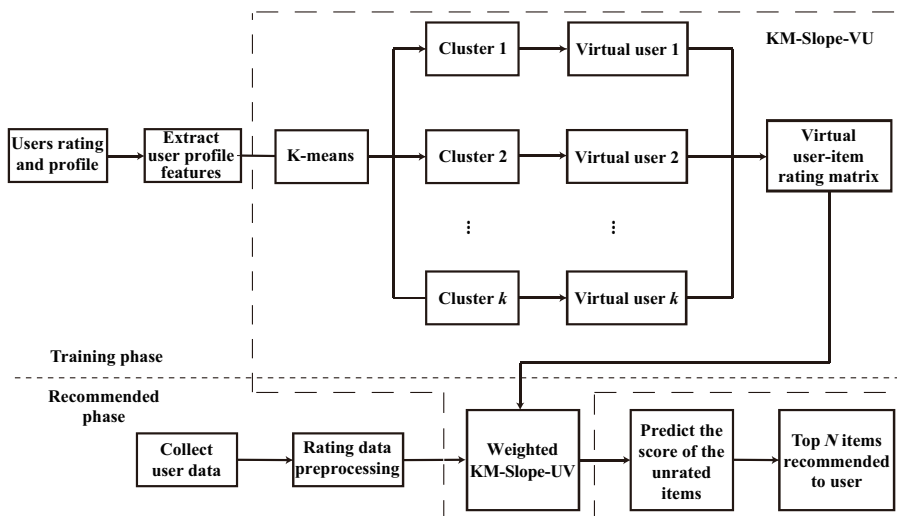 KM-Slope-VU
Cluster 1
Virtual user 1
Users rating
and profile
Extract
user profile
features
K-means
Cluster 2
Virtual user 2
Virtual
user-item
rating matrix
⋮
⋮
Cluster k
Virtual user k
Training phase
Recommended
phase
Collect
user data
Rating data
preprocessing
Weighted
KM-Slope-UV
Predict the
score of the
unrated
items
Top N items
recommended
to user